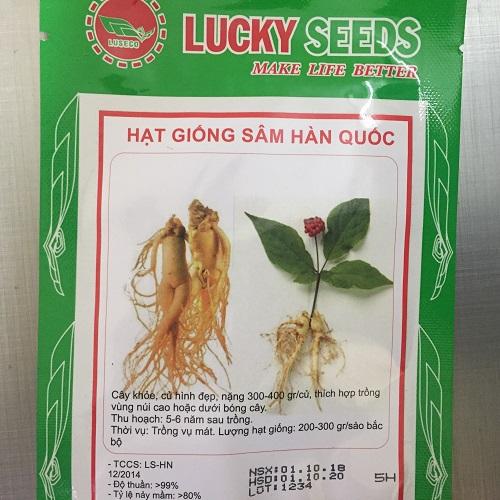 LUSECO
LUCKY SEEDS
MAKE LIFE BETTER
HẠT GIỐNG SÂM HÀN QUỐC
Cây khỏe, củ hình đẹp, nặng 300-400 gr/củ, thích hợp trồng
vùng núi cao hoặc dưới bóng cây.
Thu hoạch: 5-6 năm sau trồng.
Thời vụ: Trồng vụ mát. Lượng hạt giống: 200-300 gr/sào bắc
bộ
- TCCS: LS-HN
12/2014
- Độ thuần: >99%
- Tỷ lệ nảy mầm: >80%
NSX:01.10.18
HSD:01.10.20
LOT:1234
5H